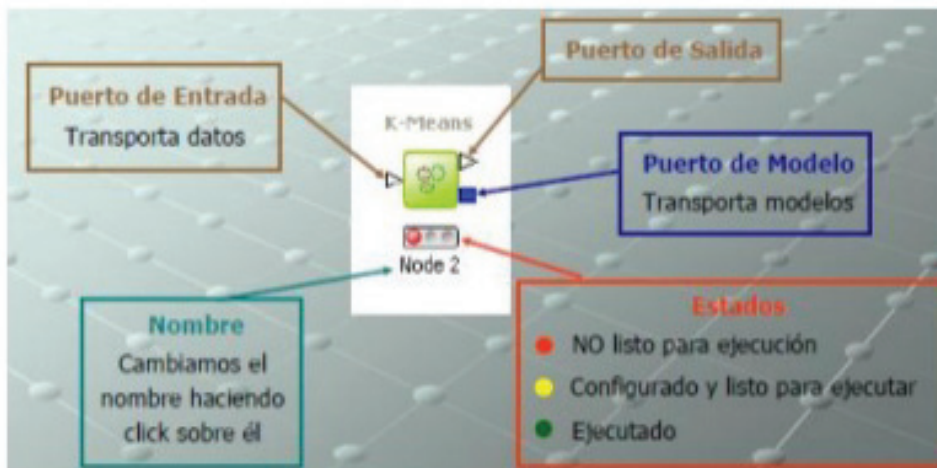 Puerto de Salida
Puerto de Entrada
Transporta datos
K-Means
Puerto de Modelo
Transporta modelos
Node 2
Nombre
Cambiamos el
nombre haciendo
click sobre él
Estados
NO listo para ejecución
Configurado y listo para ejecutar
Ejecutado